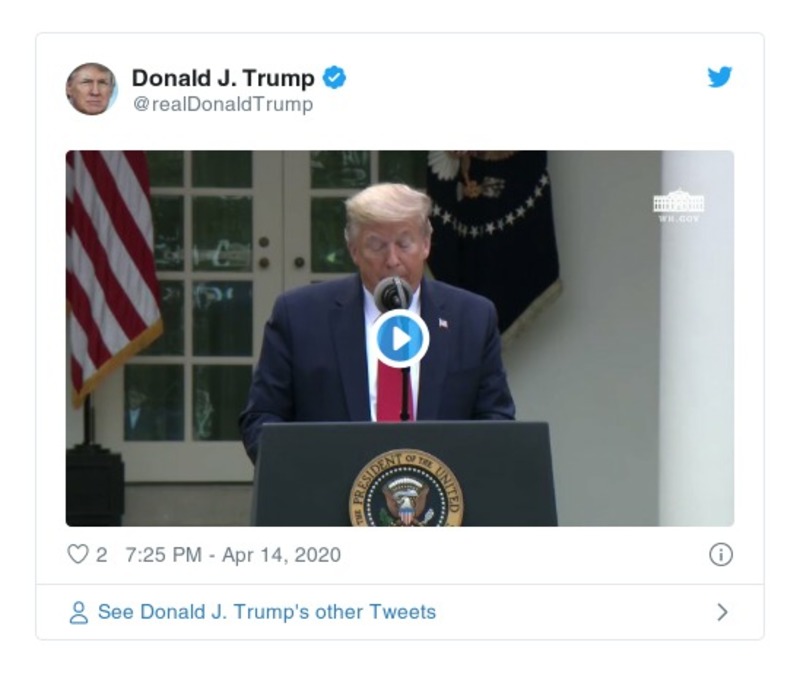 Donald J. Trump
@realDonaldTrump
WH.GOV
PRESIDENT OF THE UNITED
THE
2 7:25 PM - Apr 14, 2020
See Donald J. Trump's other Tweets